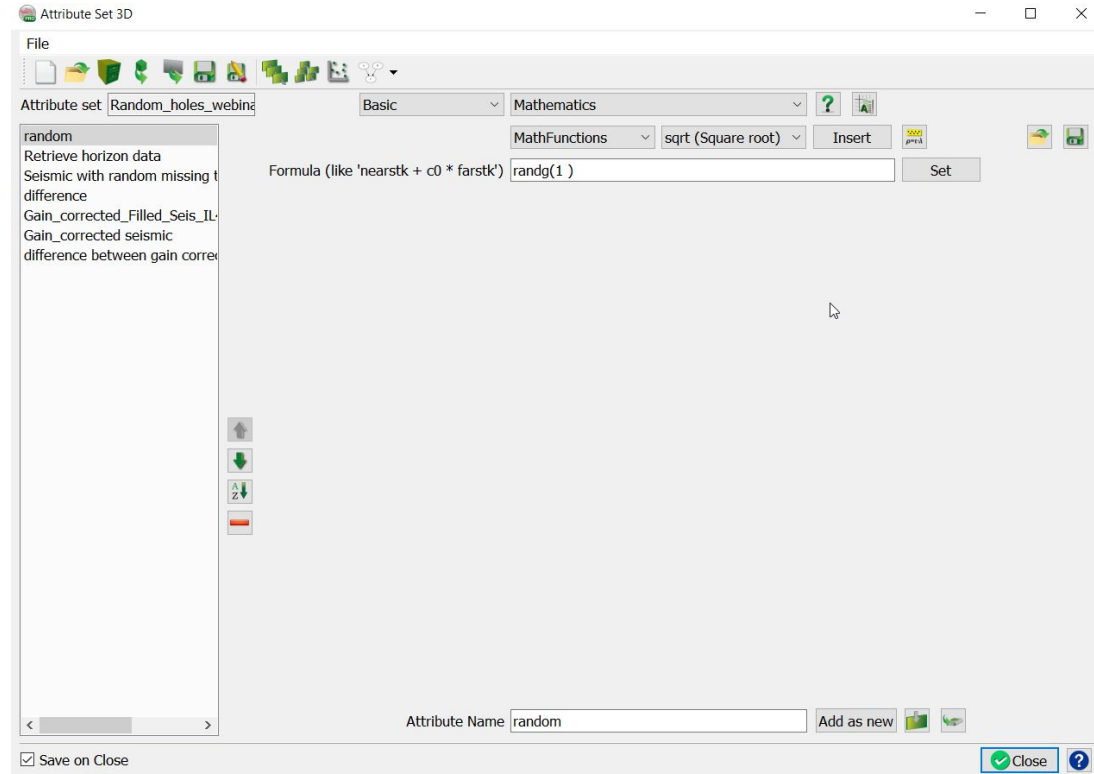 Attribute Set 3D
File
Attribute set Random_holes_webina Basic Mathematics ?
MathFunctions sqrt (Square root) Insert
Formula (like 'nearstk + c0 * farstk') randg(1 ) Set
random
Retrieve horizon data
Seismic with random missing t
difference
Gain_corrected_Filled_Seis_IL-
Gain_corrected seismic
difference between gain correc
A
Z
Attribute Name random Add as new
Save on Close Close ?